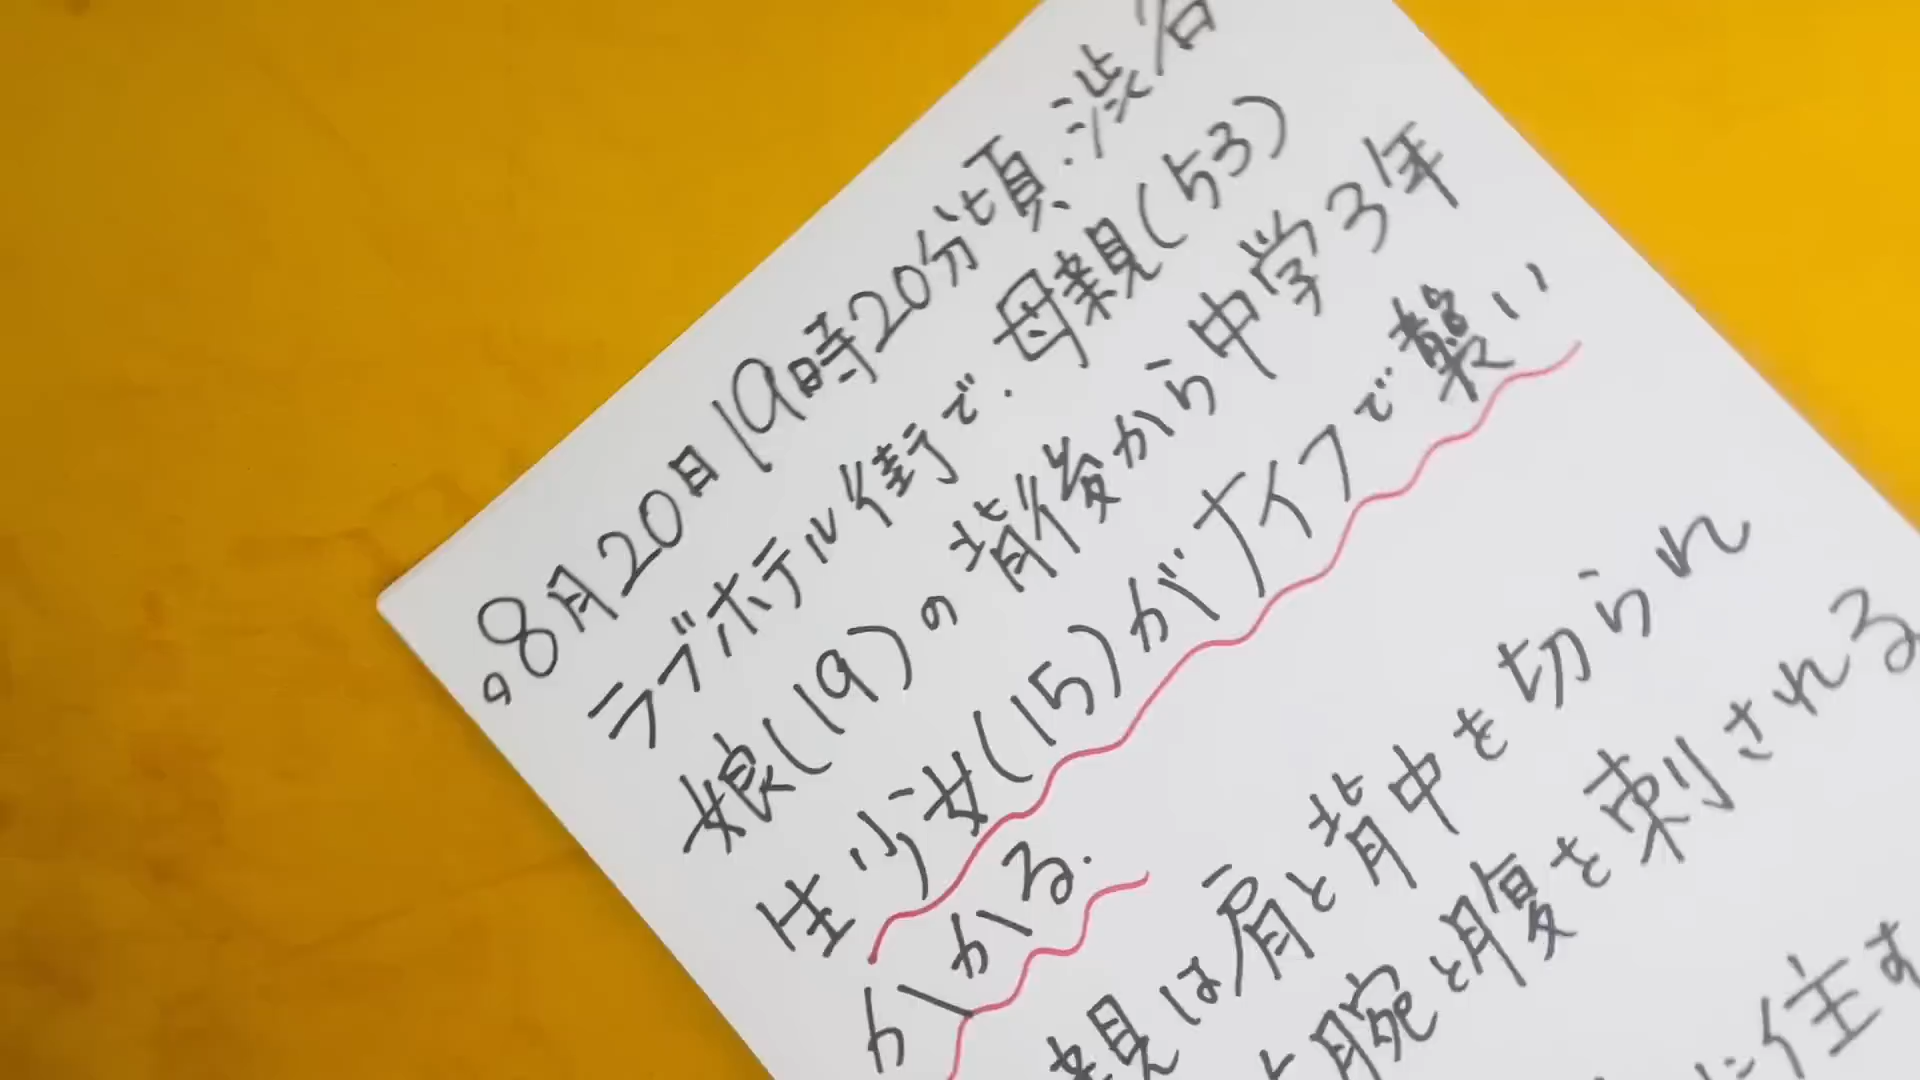 。8月20日19時20分頃、渋谷
ラブホテル街で、母親(53)
娘(19)の背後から中学3年
生少女(15)がナイフで襲い
かかる.
親は肩と背中を切られ
腕と腹を刺される
に住す